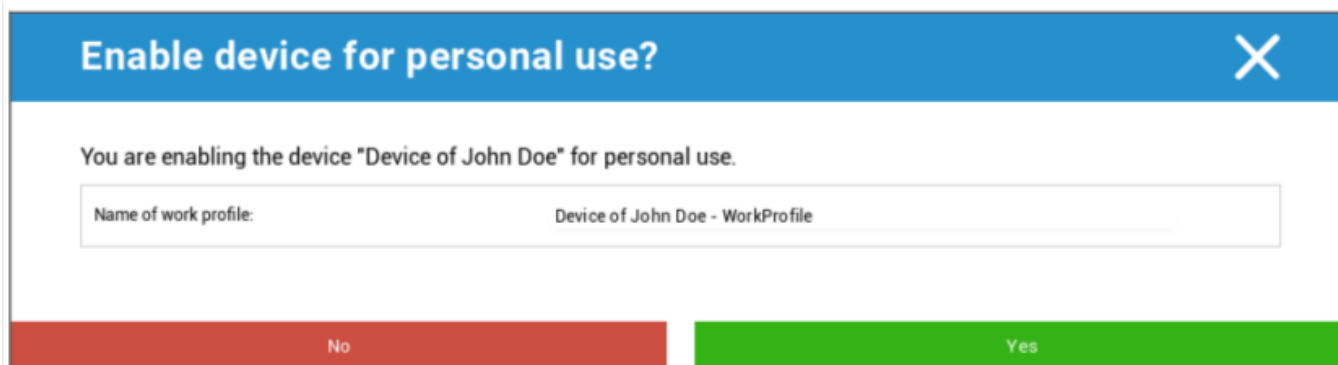 Enable device for personal use?
You are enabling the device "Device of John Doe" for personal use.
Name of work profile: Device of John Doe - WorkProfile
No Yes